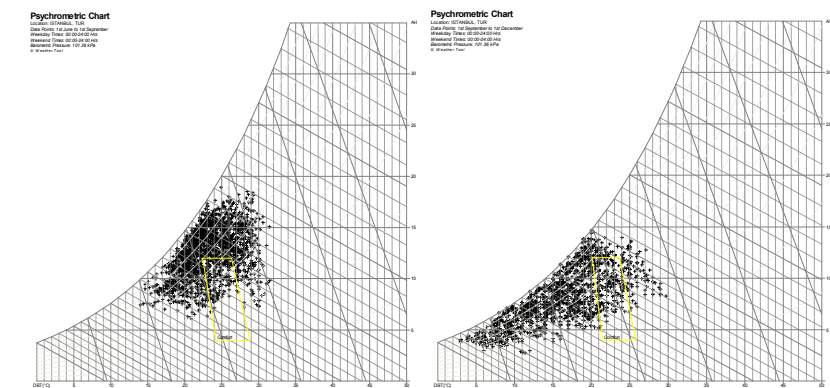 Psychrometric Chart
Location: ISTANBUL, TUR
Data Points: 1st June to 1st September
Weekday Times: 00:00-24:00 Hrs
Weekend Times: 00:00-24:00 Hrs
Barometric Pressure: 101.36 kPa
© Weather Tool
AH
30
25
20
15
10
5
Comfort
DBT(°C) 5 10 15 20 25 30 35 40 45 50
Psychrometric Chart
Location: ISTANBUL, TUR
Data Points: 1st September to 1st December
Weekday Times: 00:00-24:00 Hrs
Weekend Times: 00:00-24:00 Hrs
Barometric Pressure: 101.36 kPa
© Weather Tool
AH
30
25
20
15
10
5
Comfort
DBT(°C) 5 10 15 20 25 30 35 40 45 50